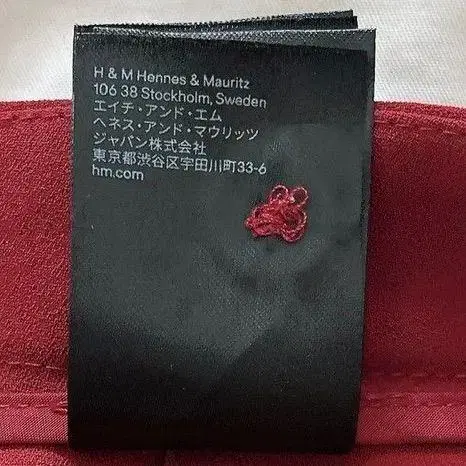 H & M Hennes & Mauritz
106 38 Stockholm, Sweden
エイチ・アンド・エム
ヘネス・アンド・マウリッツ
ジャパン株式会社
東京都渋谷区宇田川町33-6
hm.com